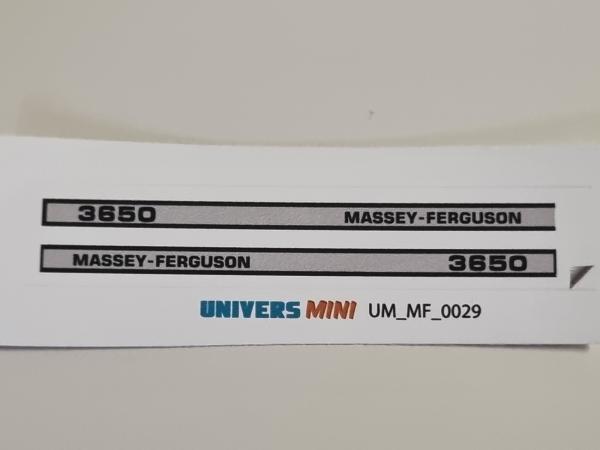 3650 MASSEY-FERGUSON
MASSEY-FERGUSON 3650
UNIVERS MINI UM_MF_0029